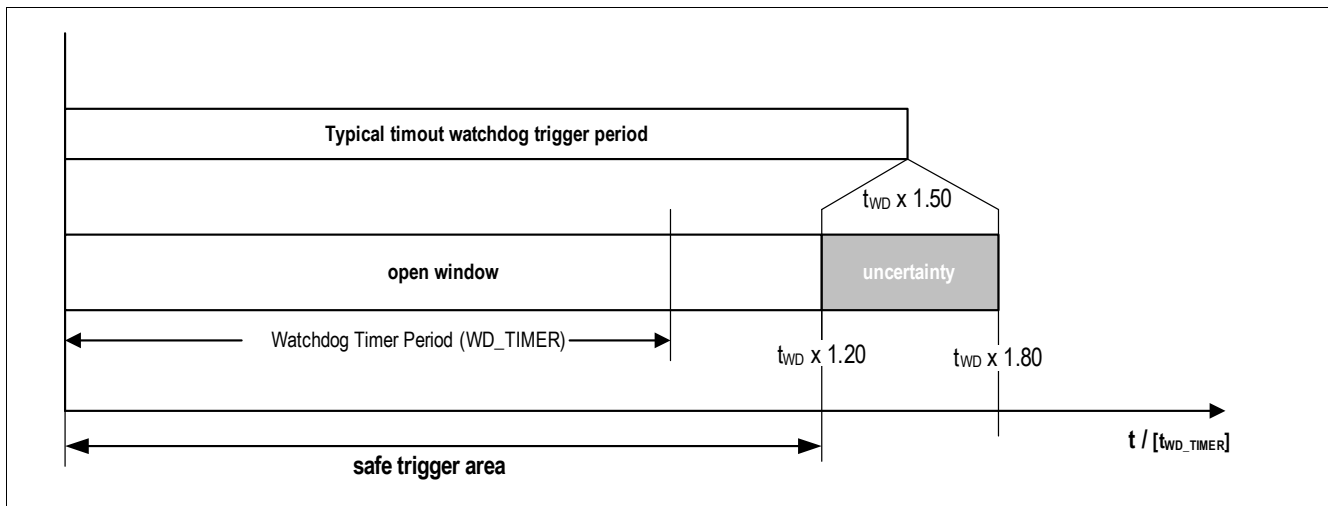 Typical timout watchdog trigger period
tWD x 1.50
open window
uncertainty
Watchdog Timer Period (WD_TIMER)
tWD x 1.20
tWD x 1.80
t / [tWD_TIMER]
safe trigger area